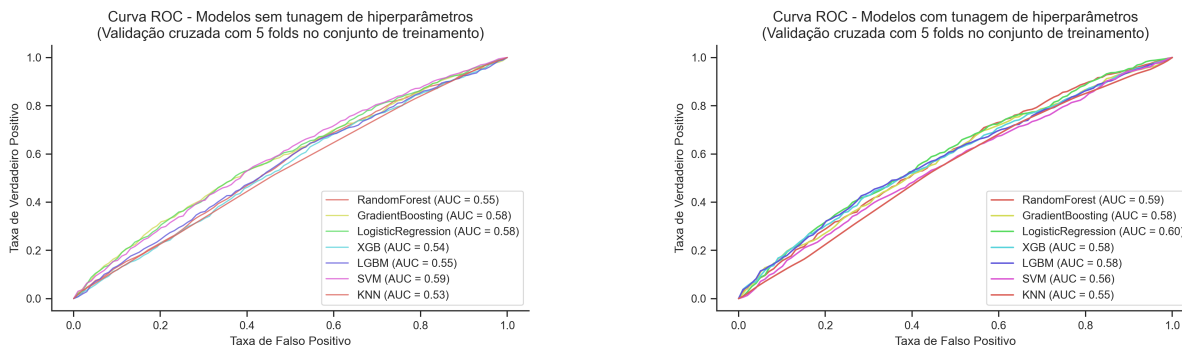 Curva ROC - Modelos sem tunagem de hiperparâmetros
(Validação cruzada com 5 folds no conjunto de treinamento)
Taxa de Verdadeiro Positivo
1.0
0.8
0.6
0.4
0.2
0.0
RandomForest (AUC = 0.55)
GradientBoosting (AUC = 0.58)
LogisticRegression (AUC = 0.58)
XGB (AUC = 0.54)
LGBM (AUC = 0.55)
SVM (AUC = 0.59)
KNN (AUC = 0.53)
0.0 0.2 0.4 0.6 0.8 1.0
Taxa de Falso Positivo
Curva ROC - Modelos com tunagem de hiperparâmetros
(Validação cruzada com 5 folds no conjunto de treinamento)
Taxa de Verdadeiro Positivo
1.0
0.8
0.6
0.4
0.2
0.0
RandomForest (AUC = 0.59)
GradientBoosting (AUC = 0.58)
LogisticRegression (AUC = 0.60)
XGB (AUC = 0.58)
LGBM (AUC = 0.58)
SVM (AUC = 0.56)
KNN (AUC = 0.55)
0.0 0.2 0.4 0.6 0.8 1.0
Taxa de Falso Positivo